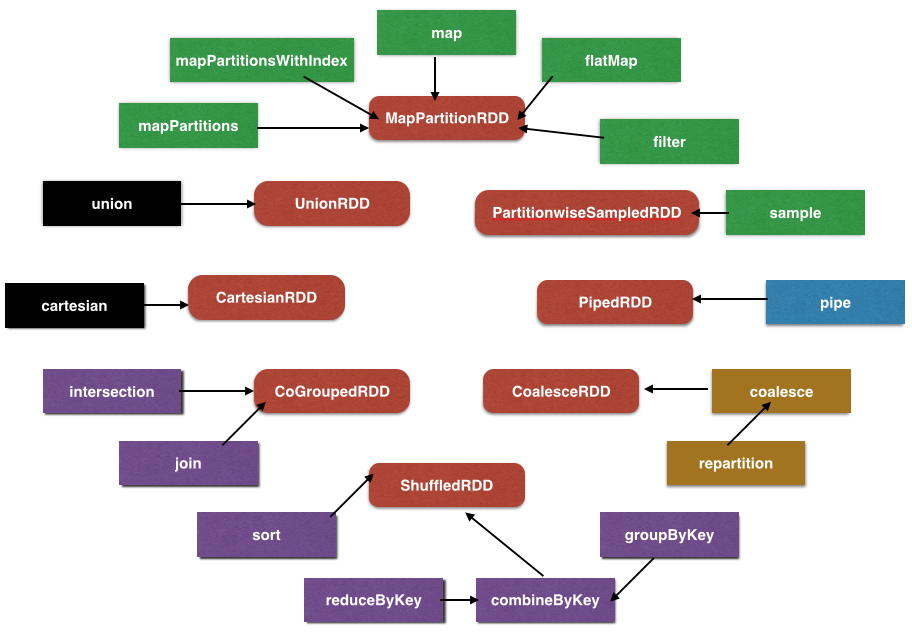 map
mapPartitionsWithIndex
flatMap
MapPartitionRDD
mapPartitions
filter
union
UnionRDD
PartitionwiseSampledRDD
sample
cartesian
CartesianRDD
PipedRDD
pipe
intersection
CoGroupedRDD
CoalesceRDD
coalesce
join
repartition
ShuffledRDD
sort
groupByKey
reduceByKey
combineByKey